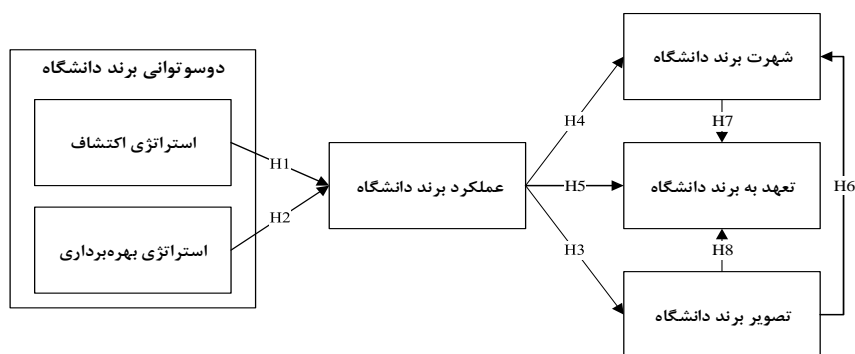 دوسوتوانی برند دانشگاه
استراتژی اکتشاف
استراتژی بهره‌برداری
H1
H2
عملکرد برند دانشگاه
H4
H5
H3
شهرت برند دانشگاه
H7
تعهد به برند دانشگاه
H6
H8
تصویر برند دانشگاه